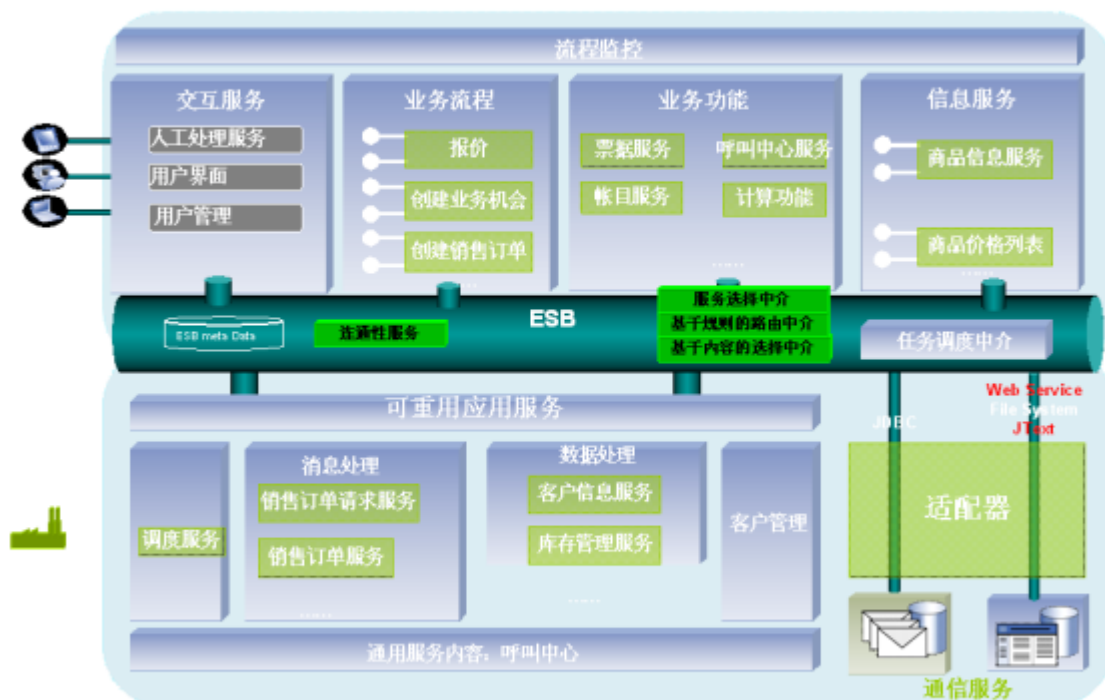 流程监控
交互服务
人工处理服务
用户界面
用户管理
业务流程
报价
创建业务机会
创建销售订单
业务功能
票据服务
呼叫中心服务
帐目服务
计算功能
......
信息服务
商品信息服务
商品价格列表
......
ESB
ESB meta Data
连通性服务
服务选择中介
基于规则的路由中介
基于内容的选择中介
任务调度中介
可重用应用服务
JDBC
Web Service
File System
JText
调度服务
消息处理
销售订单请求服务
销售订单服务
......
数据处理
客户信息服务
库存管理服务
......
客户管理
适配器
通用服务内容，呼叫中心
通信服务